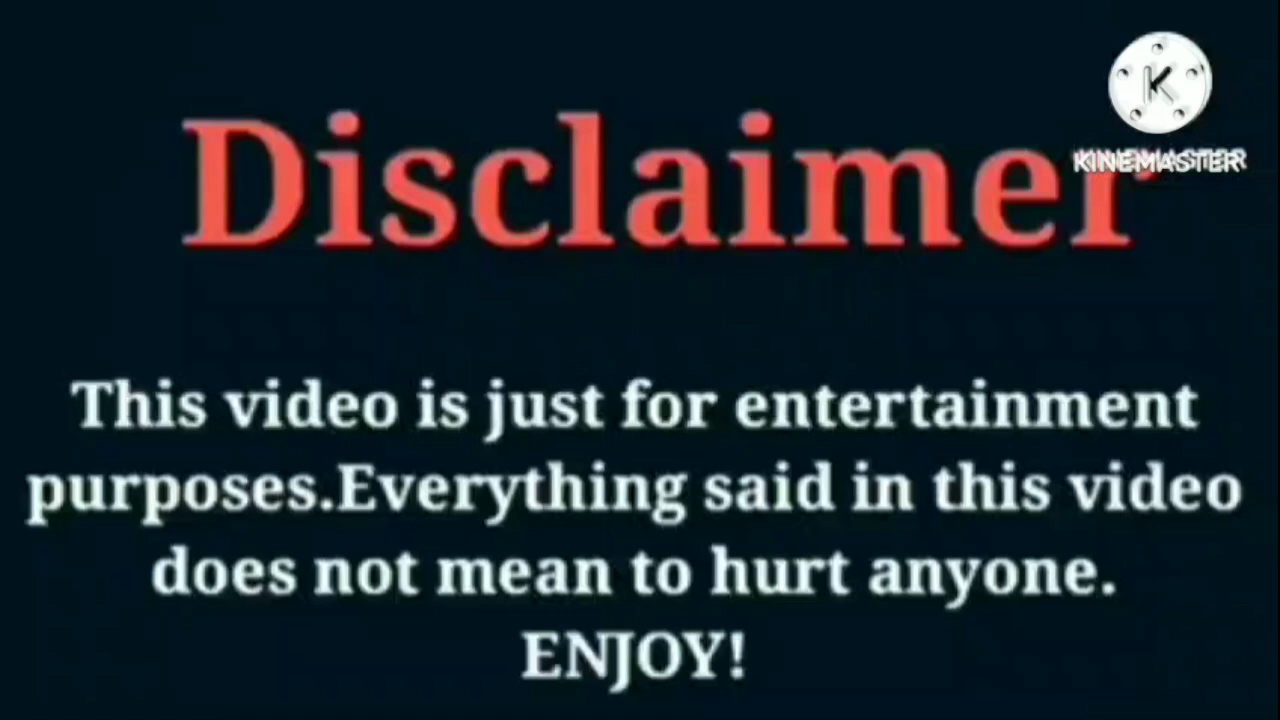 Disclaimer
K
KINEMASTER
This video is just for entertainment
purposes.Everything said in this video
does not mean to hurt anyone.
ENJOY!